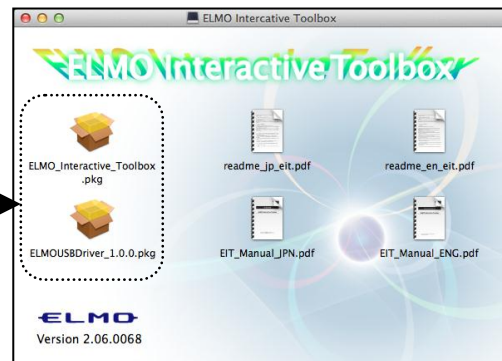 ELMO Intercative Toolbox
ELMO Interactive Toolbox
ELMO_Interactive_Toolbox
.pkg
readme_jp_eit.pdf
readme_en_eit.pdf
ELMOUSBDriver_1.0.0.pkg
EIT_Manual_JPN.pdf
EIT_Manual_ENG.pdf
ELMO
Version 2.06.0068